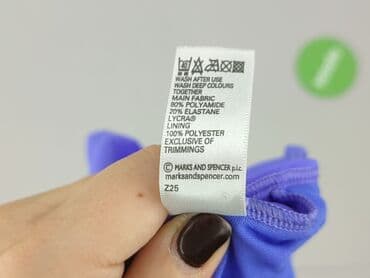 WASH AFTER USE
WASH DEEP COLOURS
TOGETHER
MAIN FABRIC
80% POLYAMIDE
20% ELASTANE
LYCRA®
LINING
100% POLYESTER
EXCLUSIVE OF
TRIMMINGS
© MARKS AND SPENCER p.l.c.
marksandspencer.com
Z25